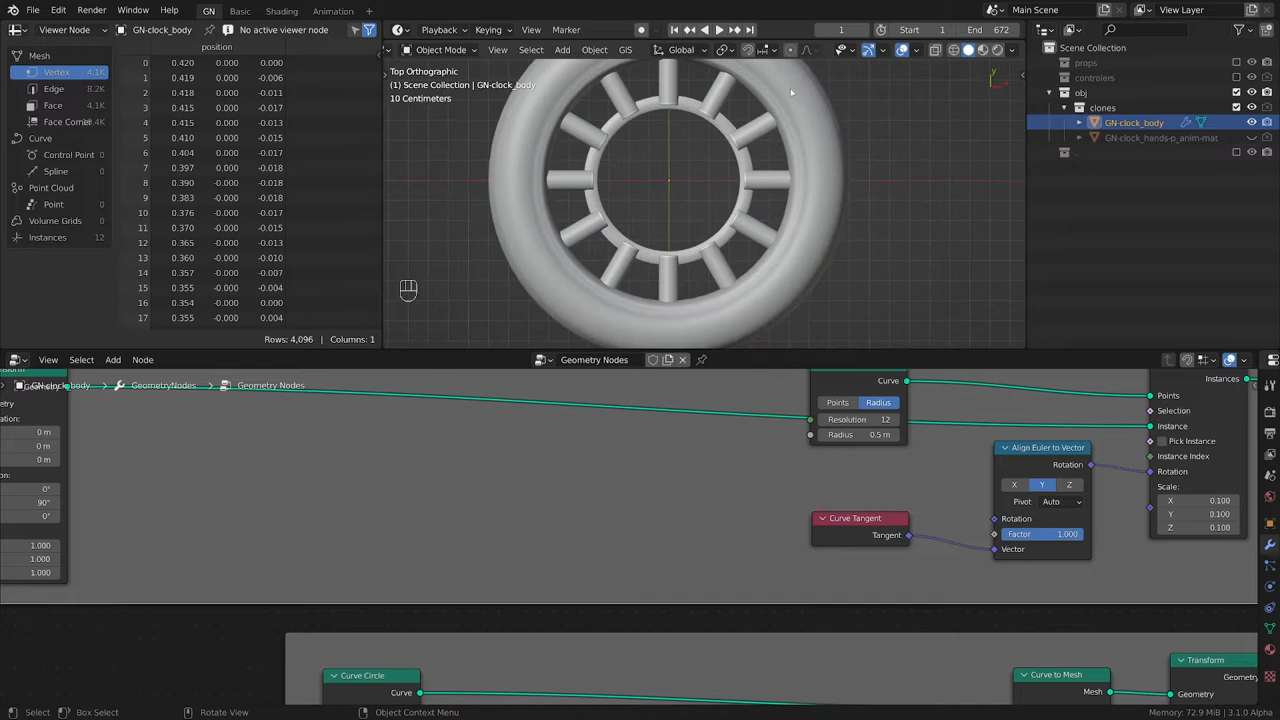 File Edit Render Window Help GN Basic Shading Animation Main Scene View Layer
Viewer Node GN-clock_body No active viewer node
Playback Keying View Marker 1 Start 1 End 672
Object Mode View Select Add Object GIS Global
Mesh
Vertex 4.1K
Edge 8.2K
Face 4.1K
Face Corner
Curve
Control Point 0
Spline 0
Point Cloud
Point 0
Volume Grids 0
Instances 12
position
0 0.420 0.000 0.000
1 0.419 -0.000 -0.006
2 0.418 -0.000 -0.011
3 0.415 -0.000 -0.014
4 0.415 -0.000 -0.013
5 0.410 -0.000 -0.015
6 0.404 -0.000 -0.017
7 0.397 -0.000 -0.018
8 0.390 -0.000 -0.018
9 0.383 -0.000 -0.018
10 0.376 -0.000 -0.017
11 0.370 -0.000 -0.015
12 0.365 -0.000 -0.013
13 0.360 -0.000 -0.010
14 0.357 -0.000 -0.007
15 0.355 -0.000 -0.004
16 0.354 -0.000 0.000
17 0.355 -0.000 0.004
Rows: 4,096 Columns: 1
Top Orthographic
(1) Scene Collection | GN-clock_body
10 Centimeters
y
Scene Collection
props
controlers
obj
clones
GN-clock_body
GN-clock_hands-p_anim-mat
View Select Add Node Geometry Nodes
GN-clock_body GeometryNodes Geometry Nodes
0 m
0 m
0 m
0°
90°
0°
1.000
1.000
1.000
Curve
Points Radius
Resolution 12
Radius 0.5 m
Curve Tangent
Tangent
Align Euler to Vector
Rotation
X Y Z
Pivot Auto
Rotation
Factor 1.000
Vector
Instances
Points
Selection
Instance
Pick Instance
Instance Index
Rotation
Scale:
X 0.100
Y 0.100
Z 0.100
Curve Circle
Curve
Curve to Mesh
Mesh
Transform
Geometry
Select Box Select Rotate View Object Context Menu Memory: 72.9 MiB | 3.1.0 Alpha